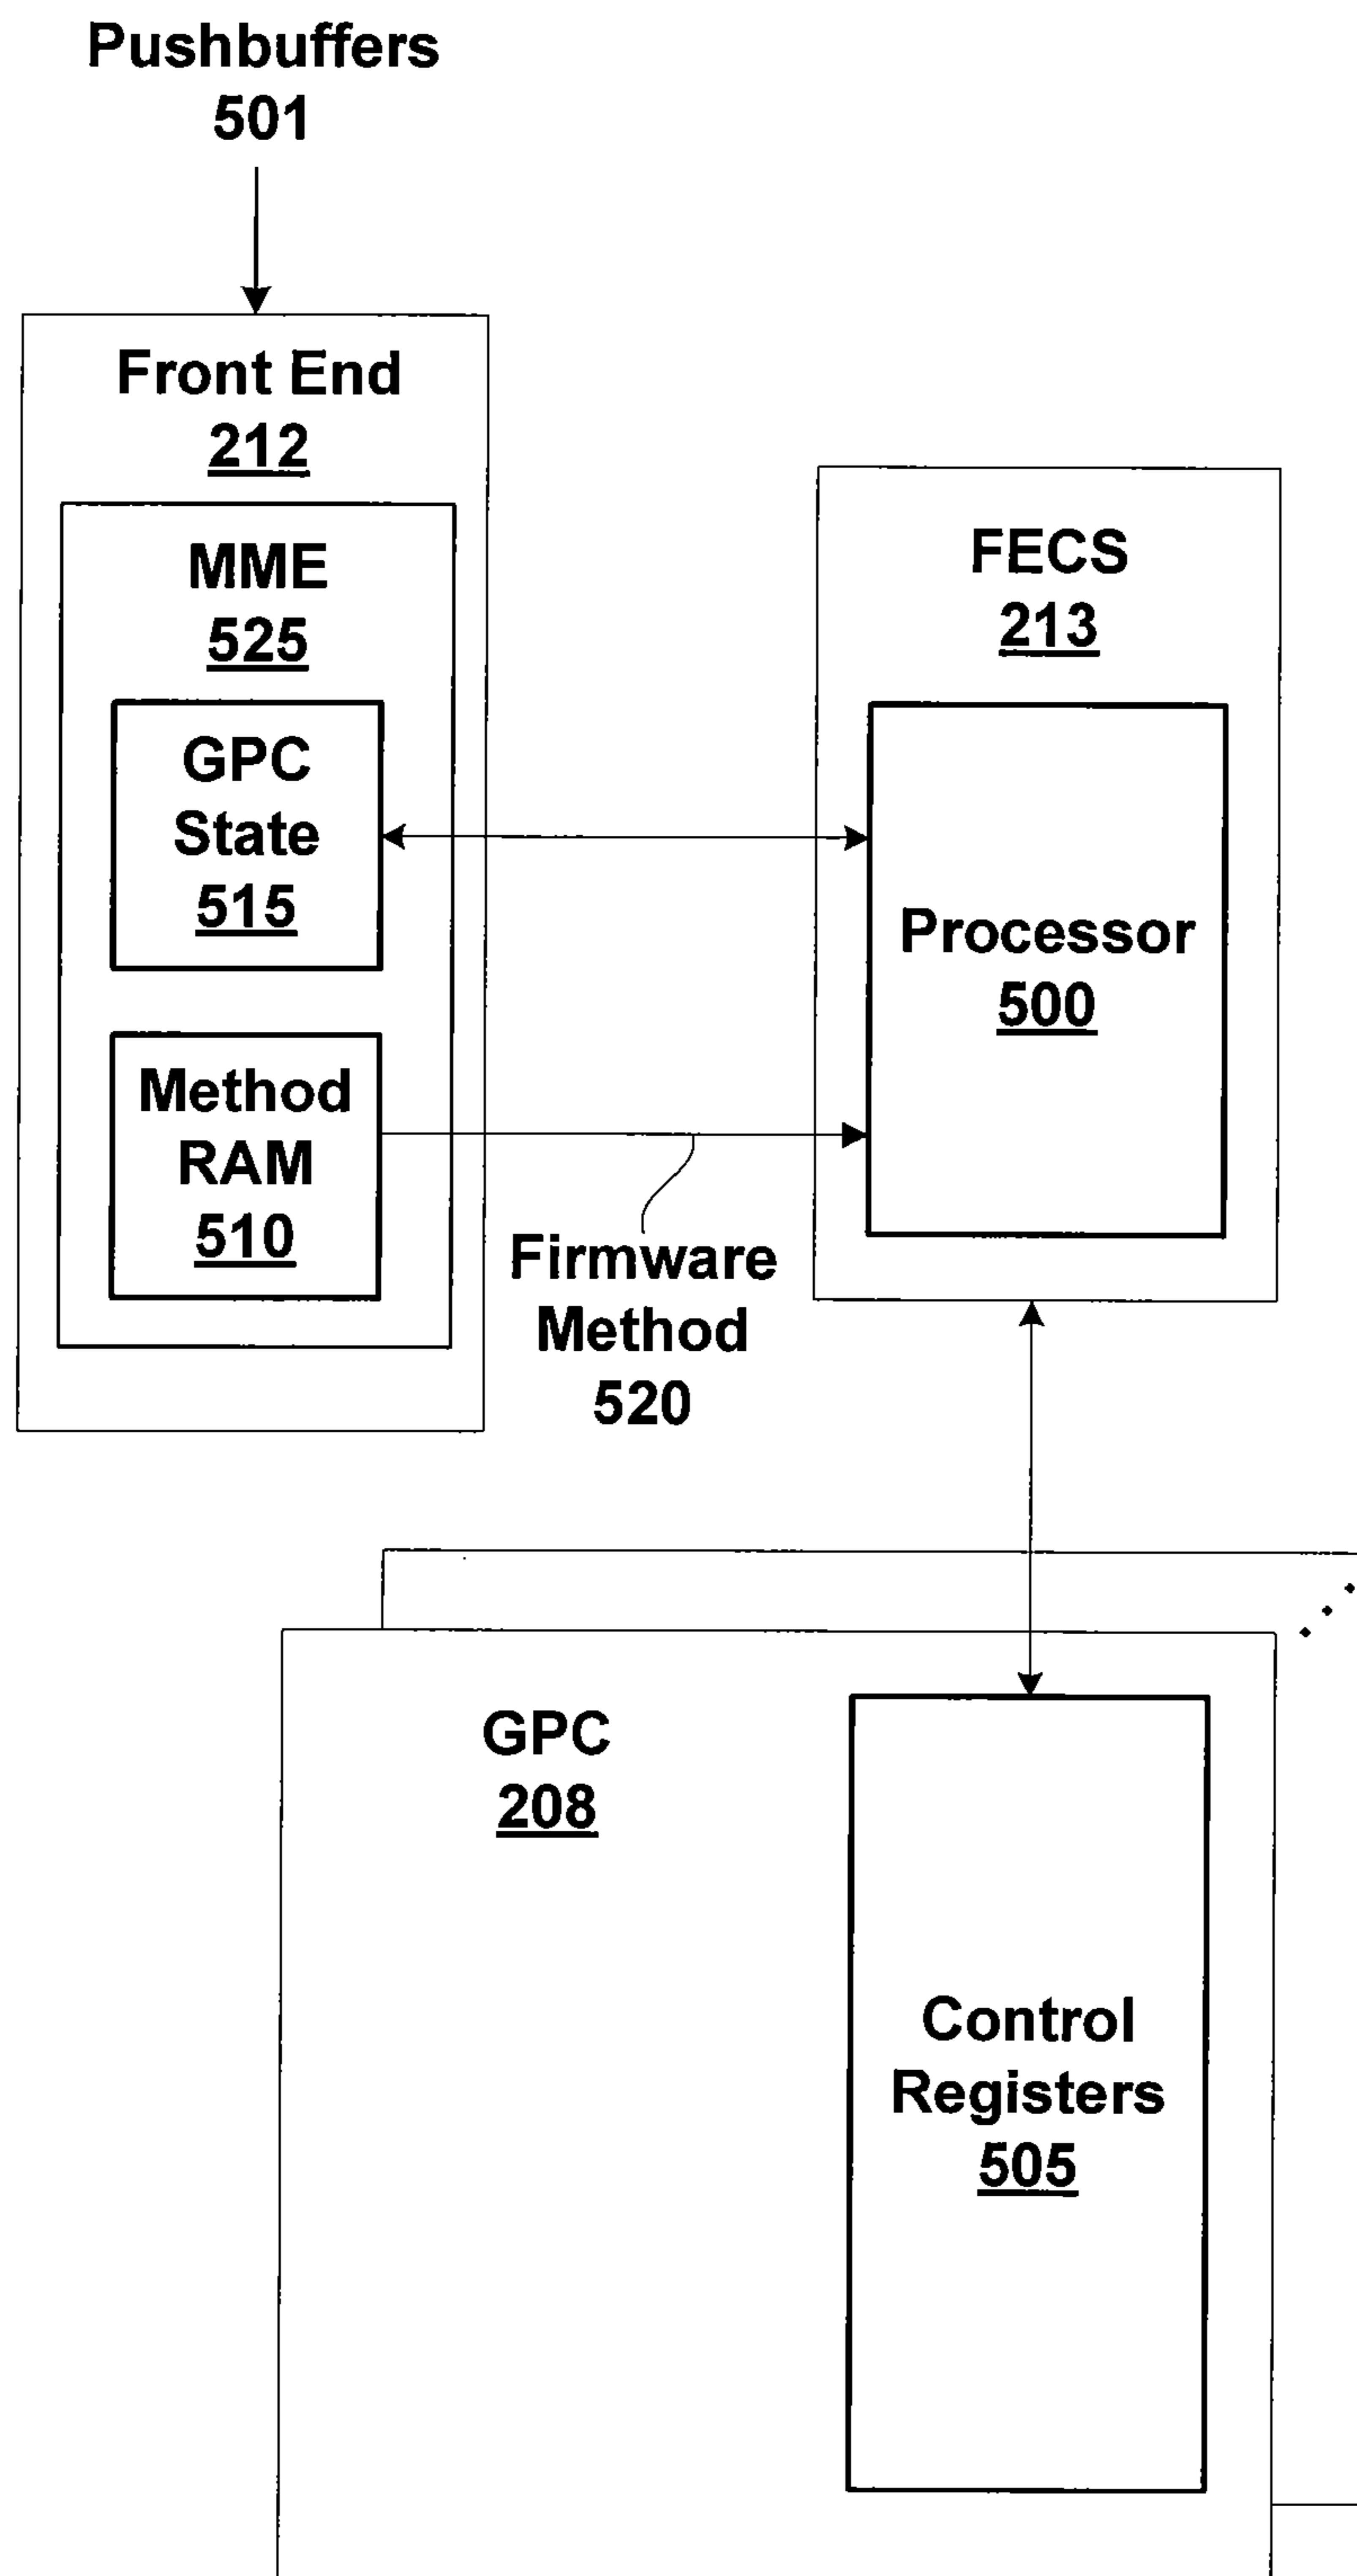 Pushbuffers
501
Front End
212
MME
525
GPC
State
515
Method
RAM
510
FECS
213
Processor
500
Firmware
Method
520
GPC
208
Control
Registers
505